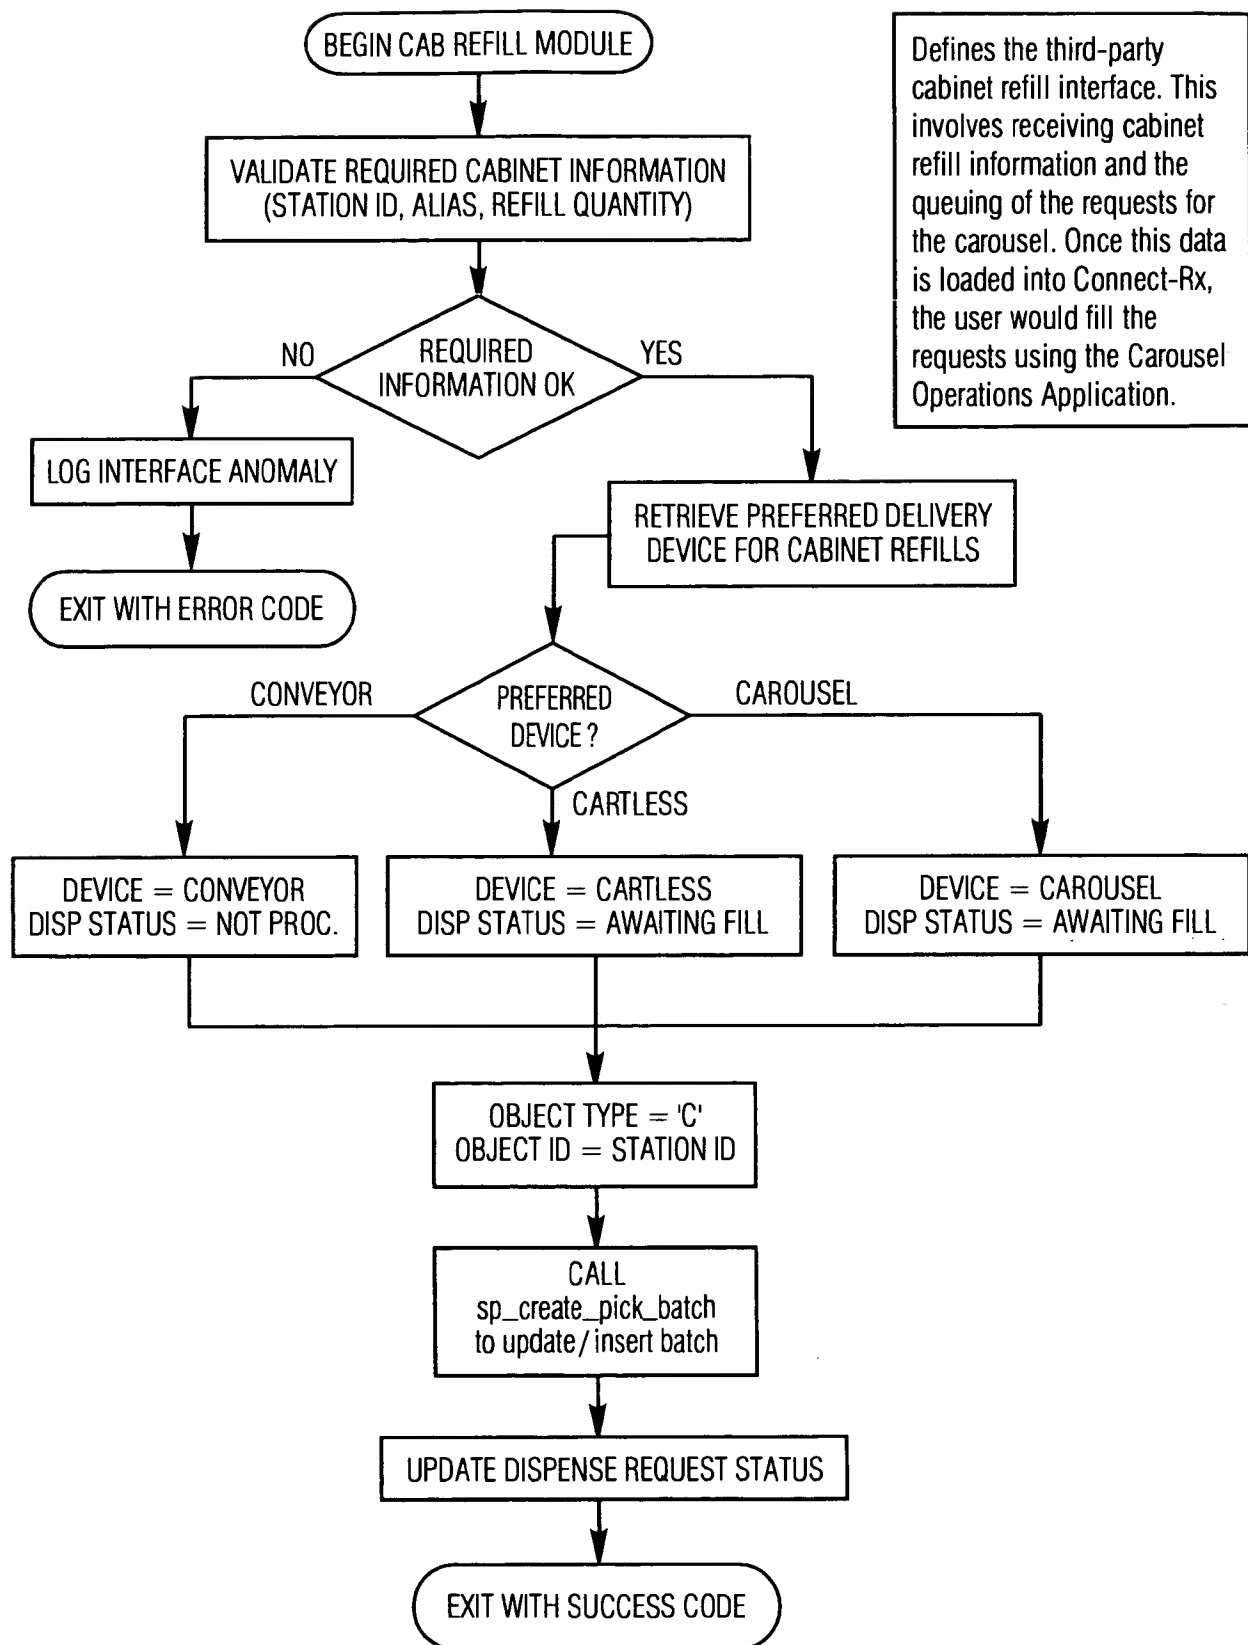 BEGIN CAB REFILL MODULE
Defines the third-party
cabinet refill interface. This
involves receiving cabinet
refill information and the
queuing of the requests for
the carousel. Once this data
is loaded into Connect-Rx,
the user would fill the
requests using the Carousel
Operations Application.
VALIDATE REQUIRED CABINET INFORMATION
(STATION ID, ALIAS, REFILL QUANTITY)
REQUIRED
INFORMATION OK
NO
YES
LOG INTERFACE ANOMALY
EXIT WITH ERROR CODE
RETRIEVE PREFERRED DELIVERY
DEVICE FOR CABINET REFILLS
PREFERRED
DEVICE?
CONVEYOR
CAROUSEL
CARTLESS
DEVICE = CONVEYOR
DISP STATUS = NOT PROC.
DEVICE = CARTLESS
DISP STATUS = AWAITING FILL
DEVICE = CAROUSEL
DISP STATUS = AWAITING FILL
OBJECT TYPE = 'C'
OBJECT ID = STATION ID
CALL
sp_create_pick_batch
to update/insert batch
UPDATE DISPENSE REQUEST STATUS
EXIT WITH SUCCESS CODE